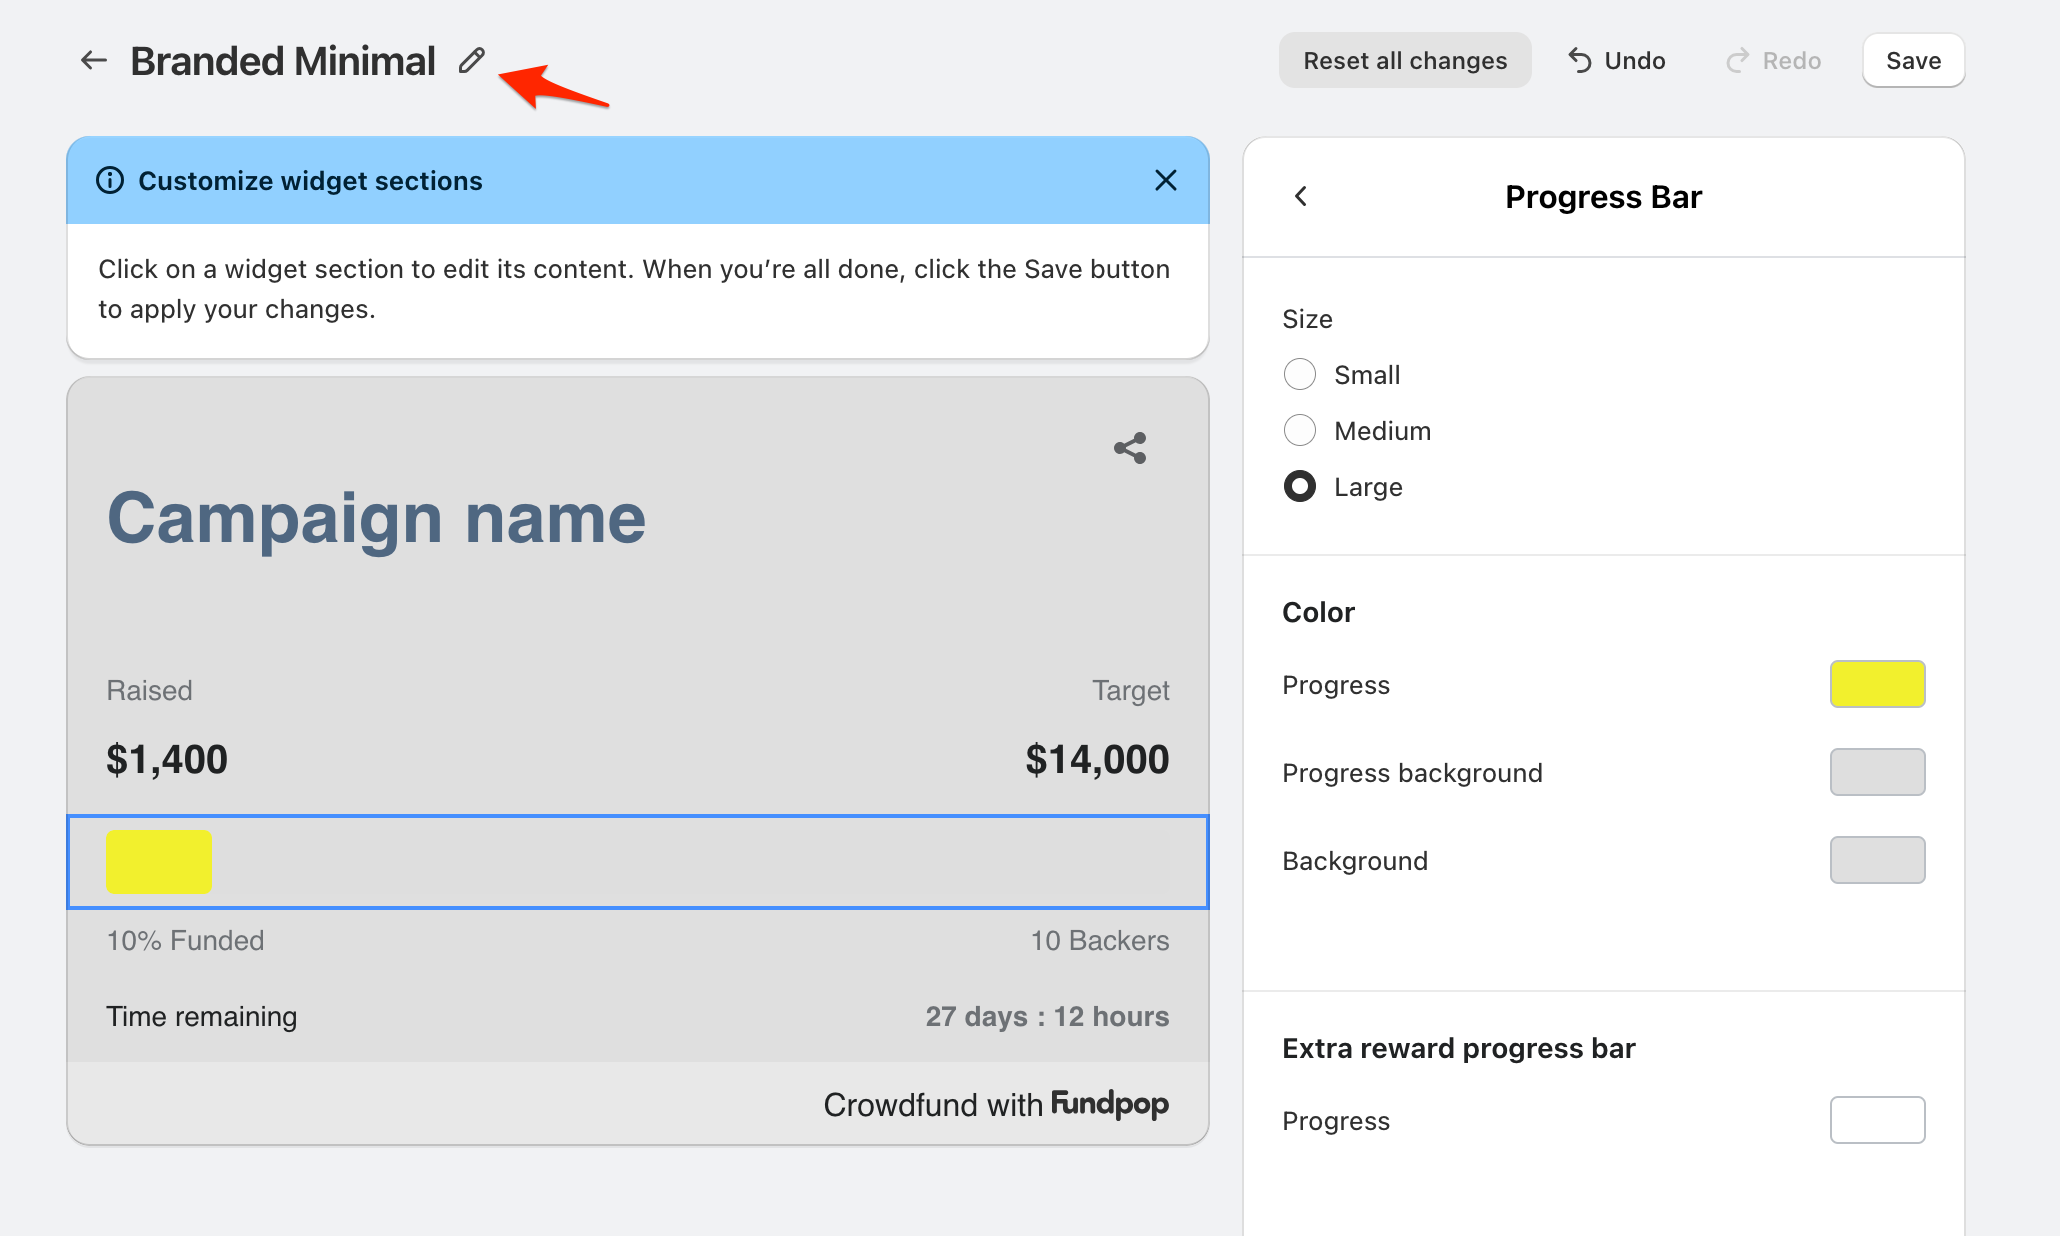 Branded Minimal
Reset all changes
Undo
Redo
Save
Customize widget sections
Click on a widget section to edit its content. When you’re all done, click the Save button
to apply your changes.
Campaign name
Raised
Target
$1,400
$14,000
10% Funded
10 Backers
Time remaining
27 days : 12 hours
Crowdfund with Fundpop
Progress Bar
Size
Small
Medium
Large
Color
Progress
Progress background
Background
Extra reward progress bar
Progress